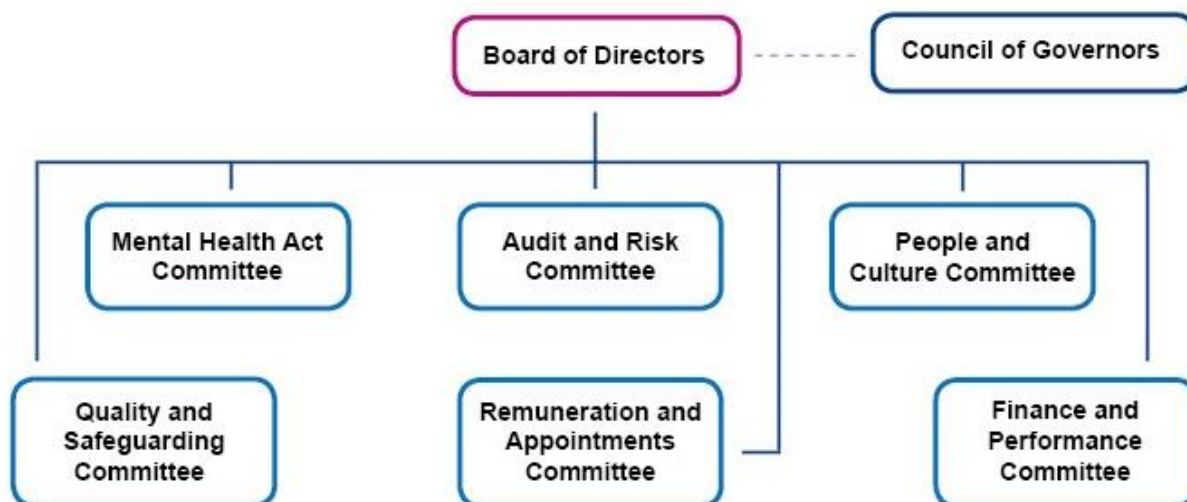 Board of Directors
Council of Governors
Mental Health Act
Committee
Audit and Risk
Committee
People and
Culture Committee
Quality and
Safeguarding
Committee
Remuneration and
Appointments
Committee
Finance and
Performance
Committee